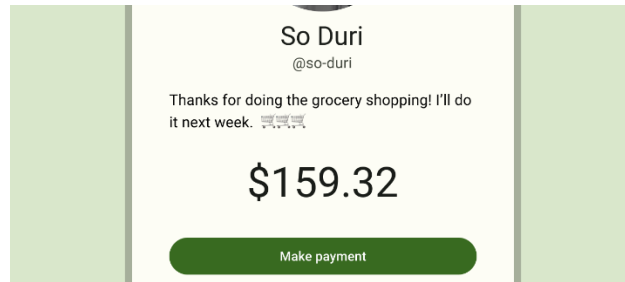 So Duri
@so-duri
Thanks for doing the grocery shopping! I’ll do
it next week. 🛒🛒🛒
$159.32
Make payment